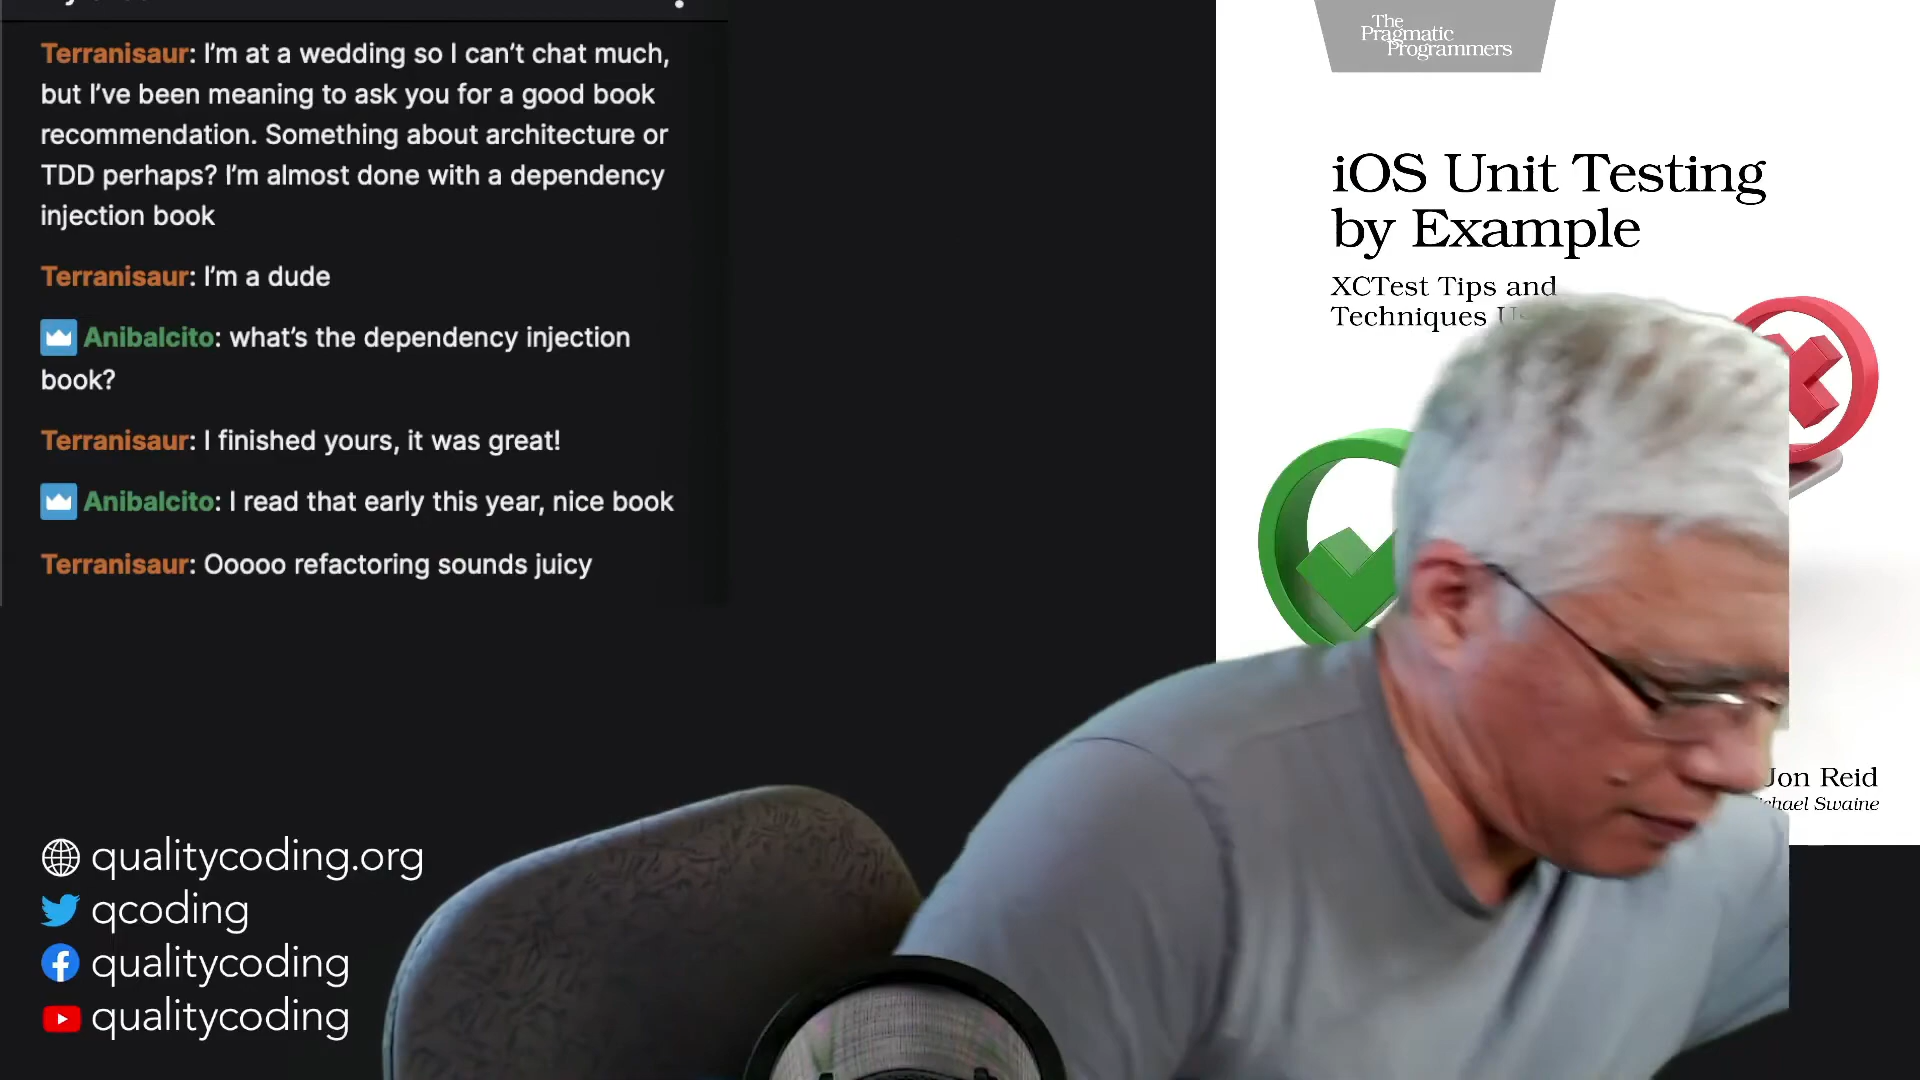 Terranisaur: I’m at a wedding so I can’t chat much,
but I’ve been meaning to ask you for a good book
recommendation. Something about architecture or
TDD perhaps? I’m almost done with a dependency
injection book
Terranisaur: I’m a dude
Anibalcito: what’s the dependency injection
book?
Terranisaur: I finished yours, it was great!
Anibalcito: I read that early this year, nice book
Terranisaur: Ooooo refactoring sounds juicy
The
Pragmatic
Programmers
iOS Unit Testing
by Example
XCTest Tips and
Techniques
Jon Reid
Swaine
qualitycoding.org
qcoding
qualitycoding
qualitycoding